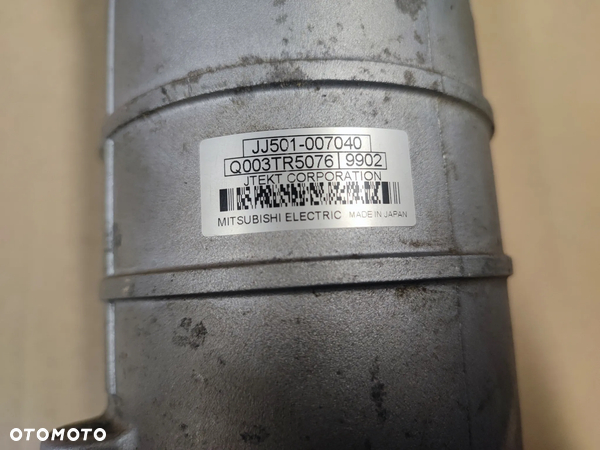 JJ501-007040
Q003TR5076 9902
JTEKT CORPORATION
MITSUBISHI ELECTRIC MADE IN JAPAN
OTOMOTO